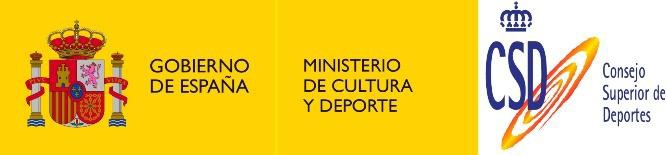 GOBIERNO
DE ESPAÑA
MINISTERIO
DE CULTURA
Y DEPORTE
CSD
Consejo
Superior de
Deportes